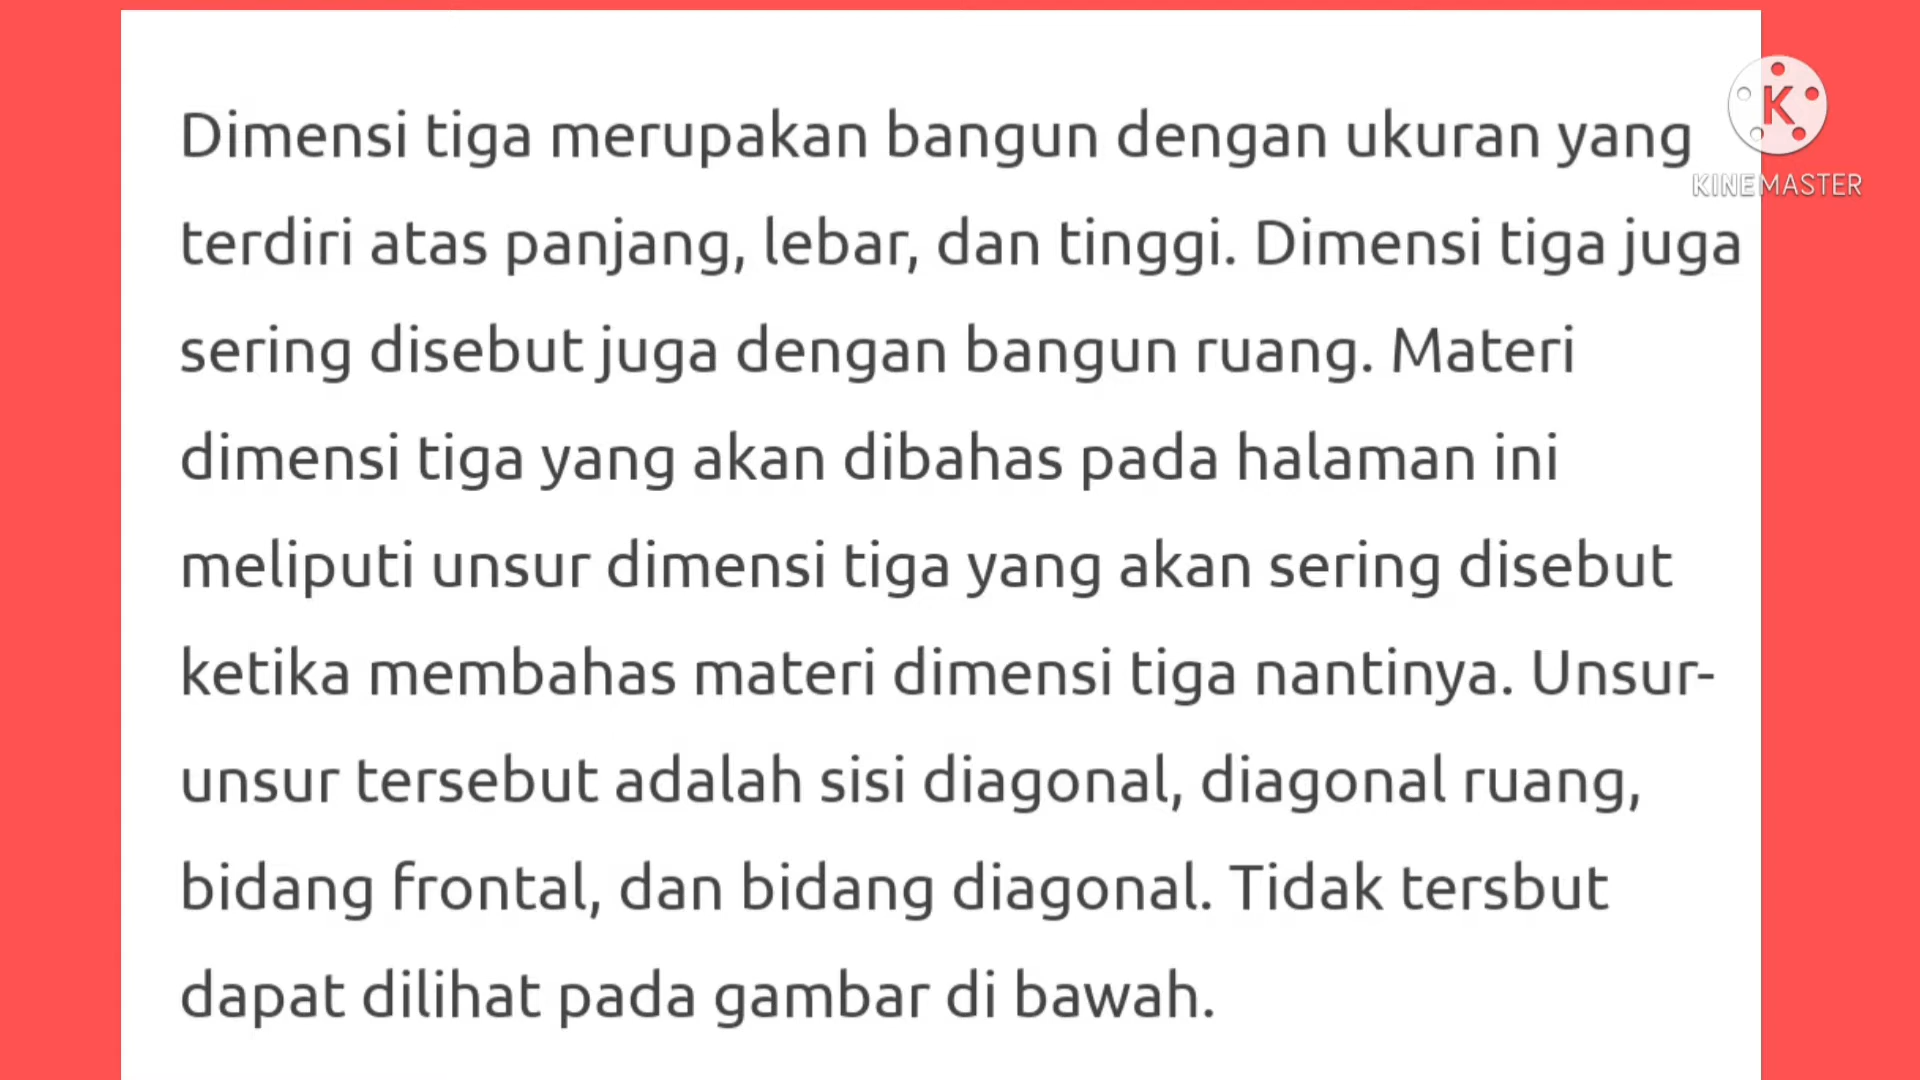 Dimensi tiga merupakan bangun dengan ukuran yang
terdiri atas panjang, lebar, dan tinggi. Dimensi tiga juga
sering disebut juga dengan bangun ruang. Materi
dimensi tiga yang akan dibahas pada halaman ini
meliputi unsur dimensi tiga yang akan sering disebut
ketika membahas materi dimensi tiga nantinya. Unsur-
unsur tersebut adalah sisi diagonal, diagonal ruang,
bidang frontal, dan bidang diagonal. Tidak tersbut
dapat dilihat pada gambar di bawah.
K
KINEMASTER